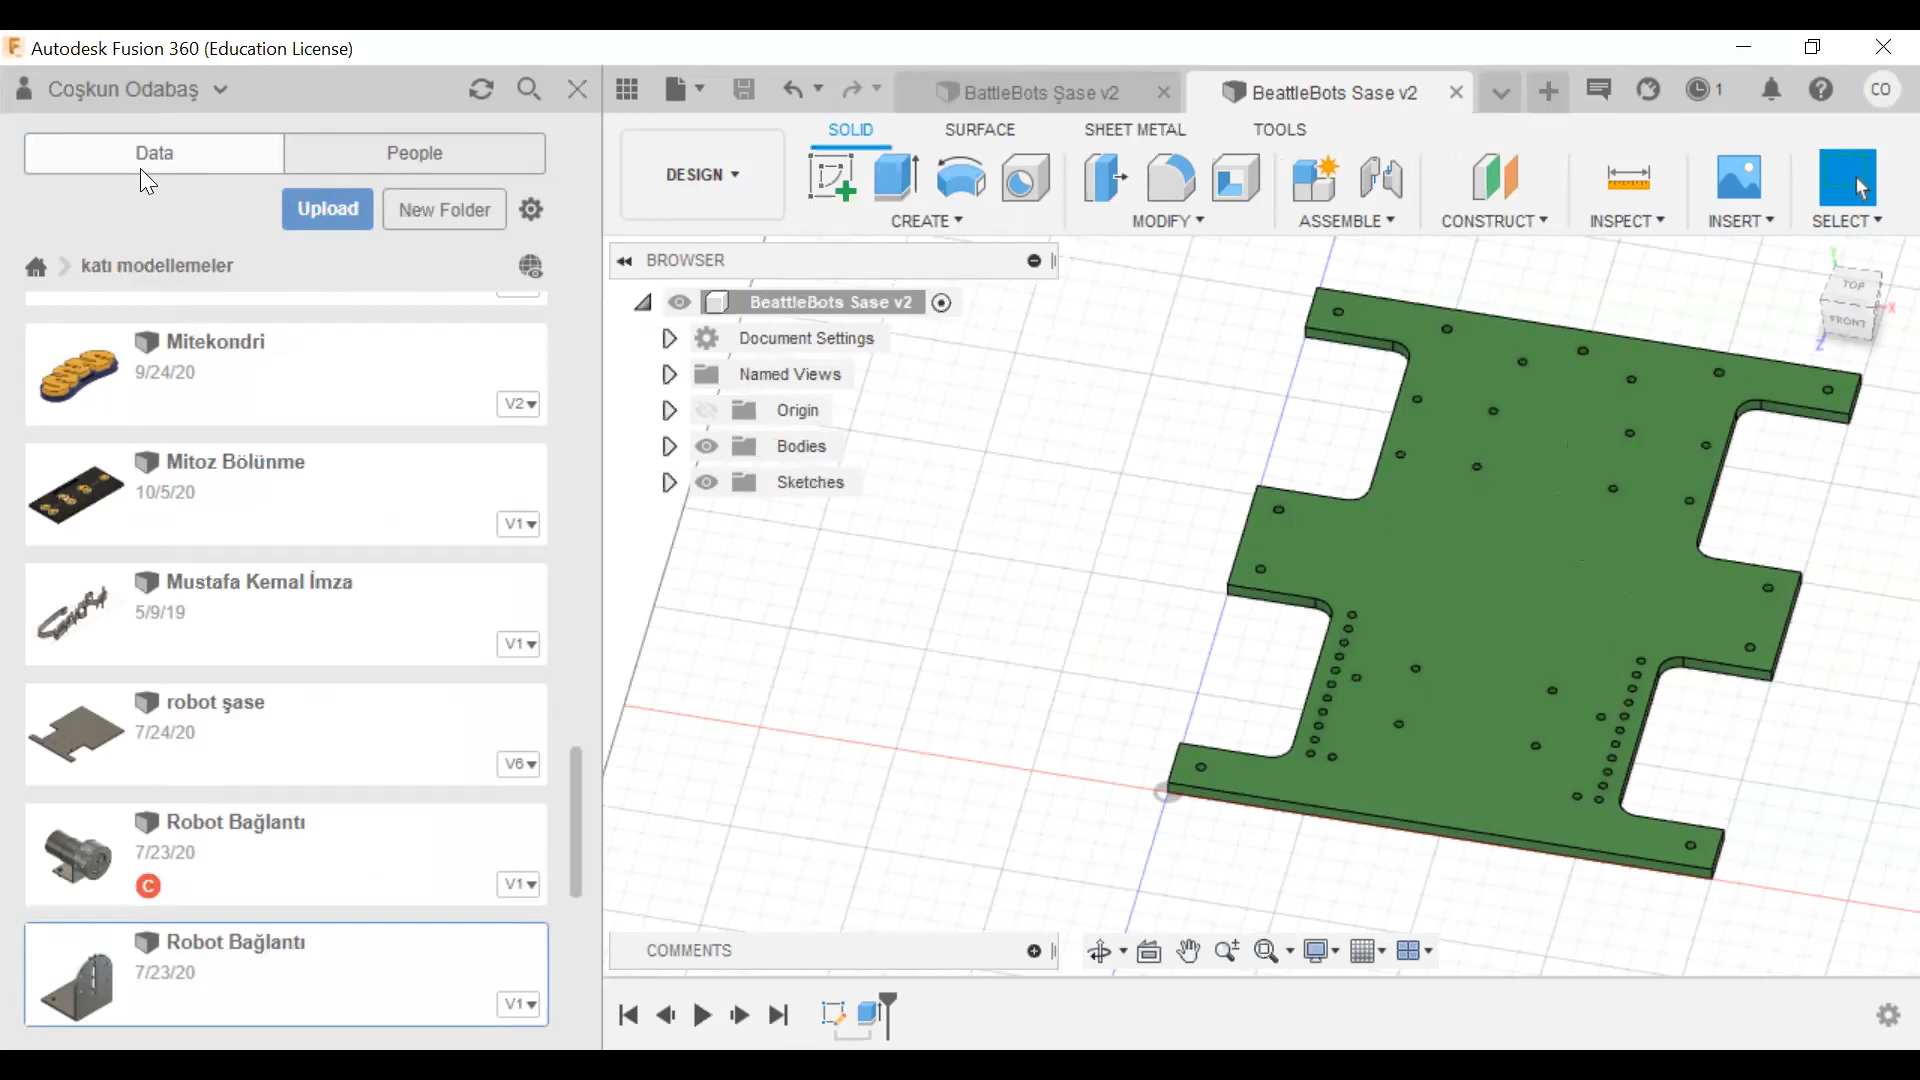 Autodesk Fusion 360 (Education License)
Coşkun Odabaş
BattleBots Şase v2
BeattleBots Sase v2
1
CO
Data
People
Upload
New Folder
katı modellemeler
Mitekondri
9/24/20
V2
Mitoz Bölünme
10/5/20
V1
Mustafa Kemal İmza
5/9/19
V1
robot şase
7/24/20
V6
Robot Bağlantı
7/23/20
C
V1
Robot Bağlantı
7/23/20
V1
DESIGN
SOLID
SURFACE
SHEET METAL
TOOLS
CREATE
MODIFY
ASSEMBLE
CONSTRUCT
INSPECT
INSERT
SELECT
BROWSER
BeattleBots Sase v2
Document Settings
Named Views
Origin
Bodies
Sketches
Y
TOP
X
FRONT
Z
COMMENTS